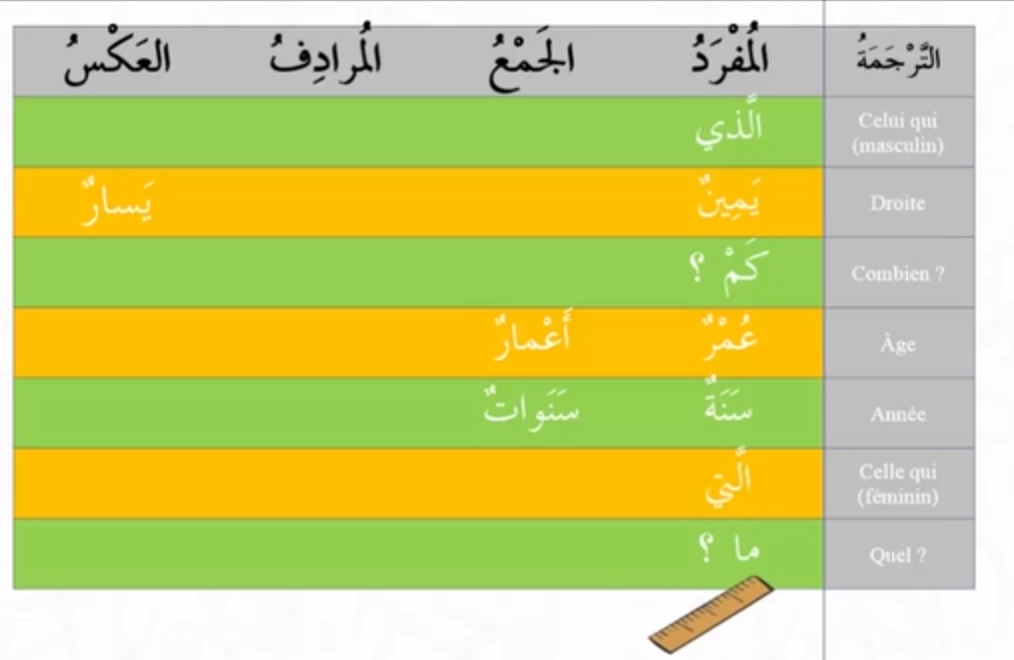 التَّرْجَمَةُ المُفْرَدُ الجَمْعُ المُرادِفُ العَكْسُ
Celui qui
(masculin) الَّذي
Droite يَمِينٌ يَسارٌ
Combien ? كَمْ ؟
Âge عُمْرٌ أَعْمارٌ
Année سَنَةٌ سَنَواتٌ
Celle qui
(féminin) الَّتي
Quel ? ما ؟